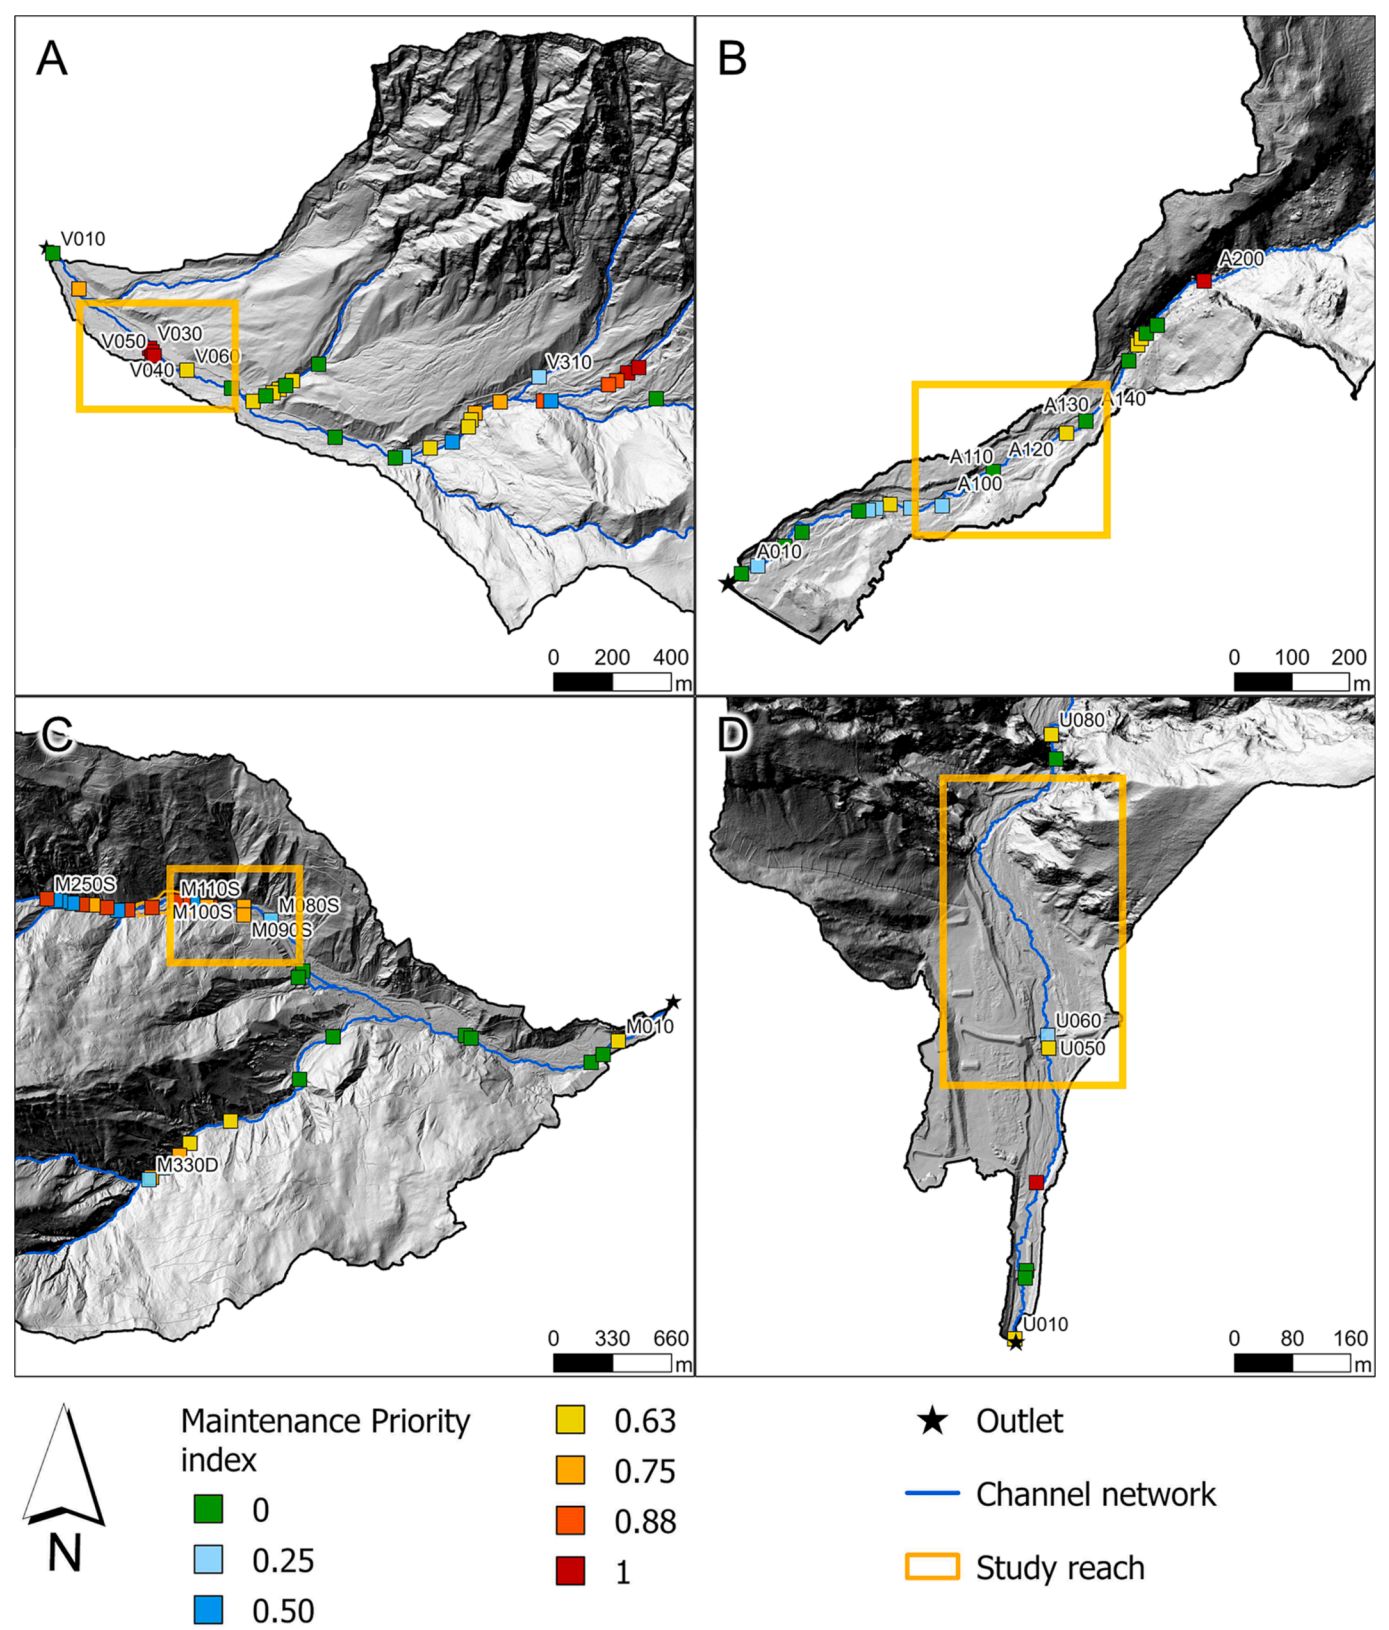 A
V010
V030
V050
V040
V060
V310
0 200 400
m
B
A200
A140
A130
A120
A110
A100
A010
0 100 200
m
C
M250S
M110S
M100S
M080S
M090S
M010
M330D
0 330 660
m
D
U080
U060
U050
U010
0 80 160
m
N
Maintenance Priority
index
0
0.25
0.50
0.63
0.75
0.88
1
Outlet
Channel network
Study reach